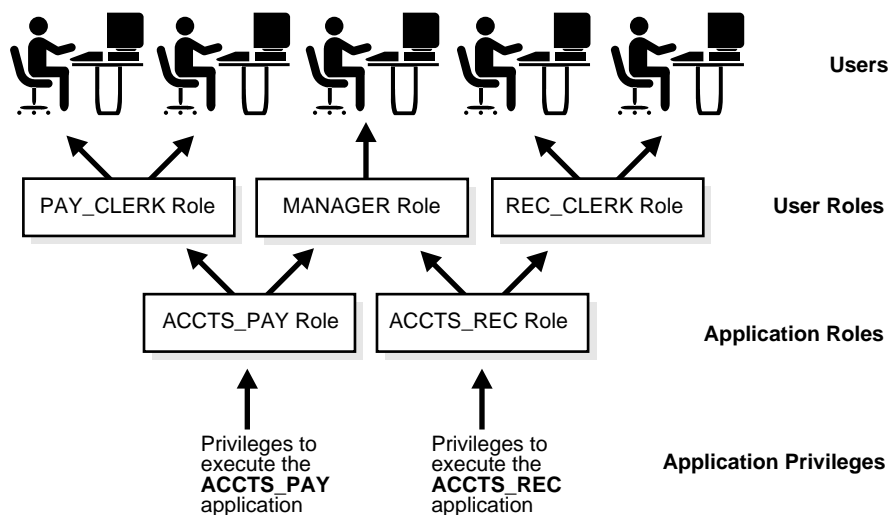 Users
PAY_CLERK Role
MANAGER Role
REC_CLERK Role
User Roles
ACCTS_PAY Role
ACCTS_REC Role
Application Roles
Privileges to
execute the
ACCTS_PAY
application
Privileges to
execute the
ACCTS_REC
application
Application Privileges